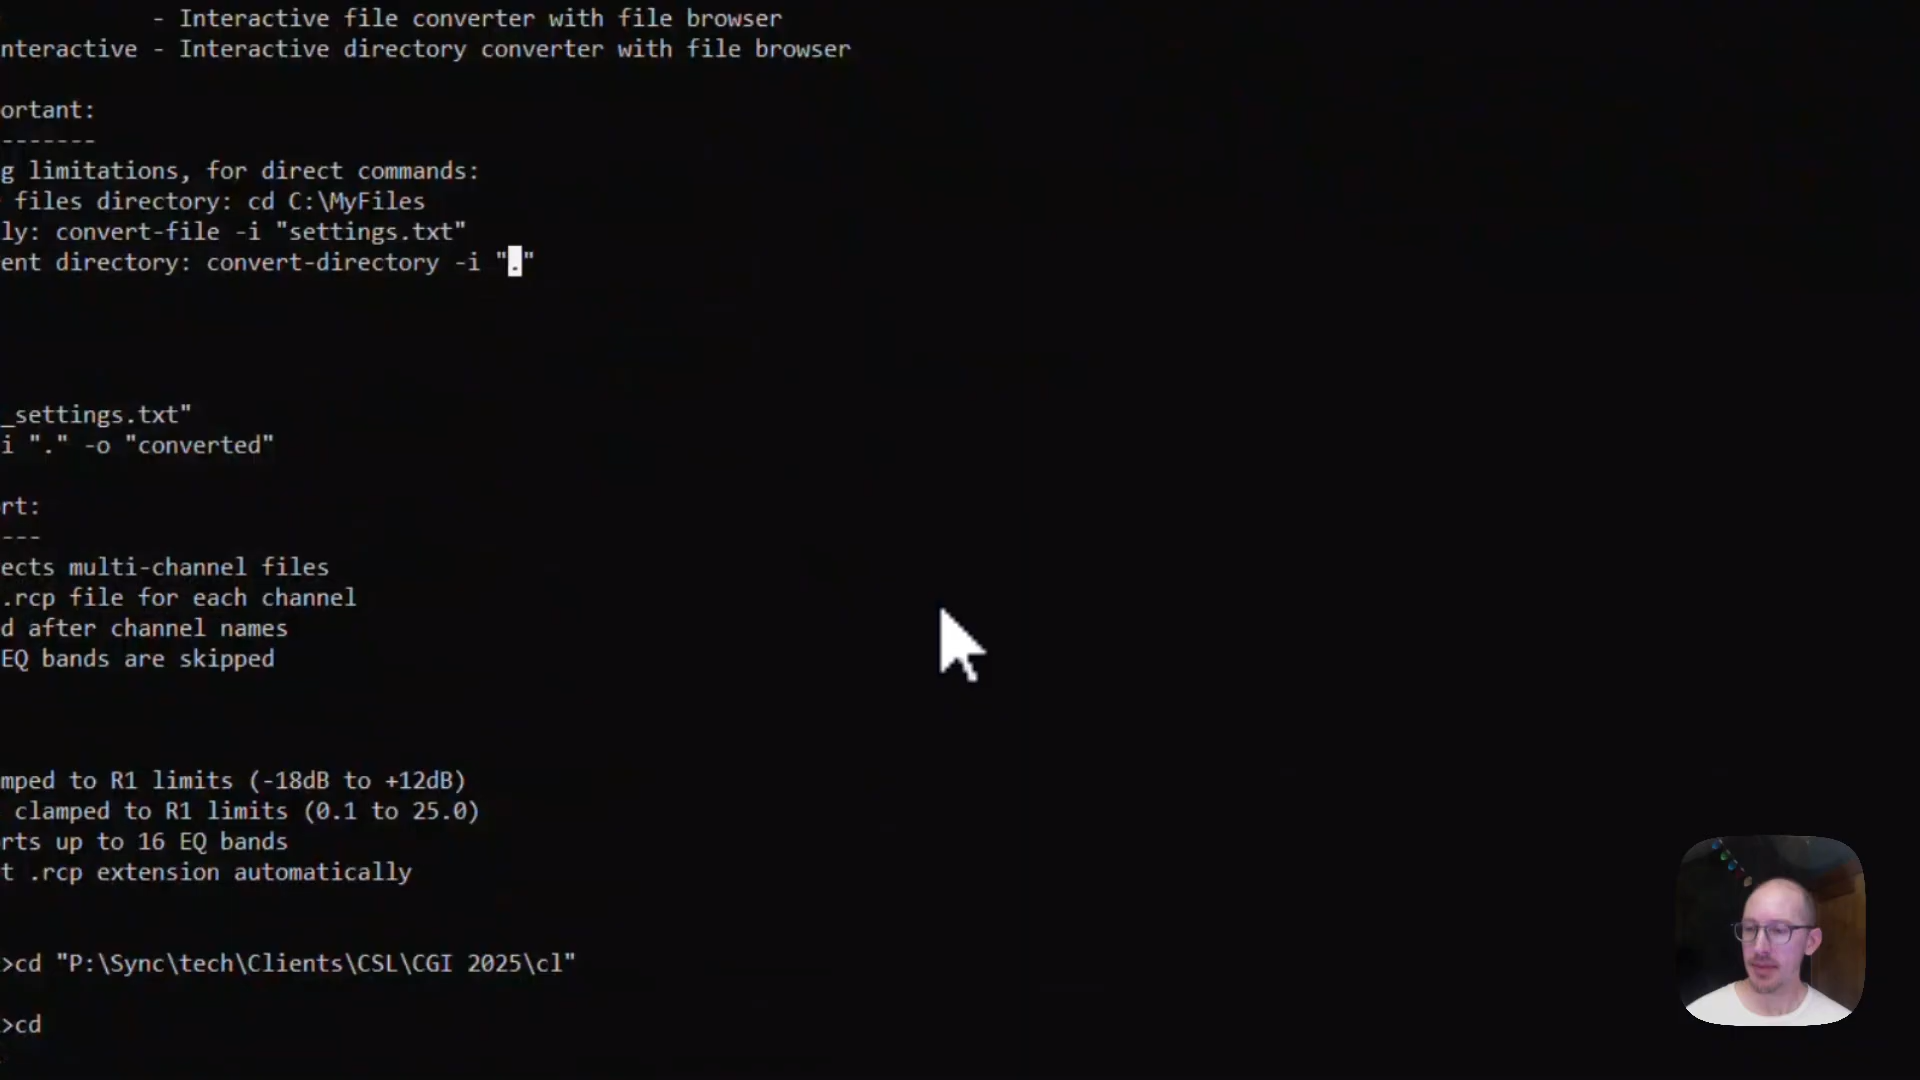 - Interactive file converter with file browser
nteractive - Interactive directory converter with file browser
ortant:
-------
g limitations, for direct commands:
files directory: cd C:\MyFiles
ly: convert-file -i "settings.txt"
ent directory: convert-directory -i "."
_settings.txt"
i "." -o "converted"
rt:
---
ects multi-channel files
.rcp file for each channel
d after channel names
EQ bands are skipped
mped to R1 limits (-18dB to +12dB)
clamped to R1 limits (0.1 to 25.0)
rts up to 16 EQ bands
t .rcp extension automatically
>cd "P:\Sync\tech\Clients\CSL\CGI 2025\cl"
>cd